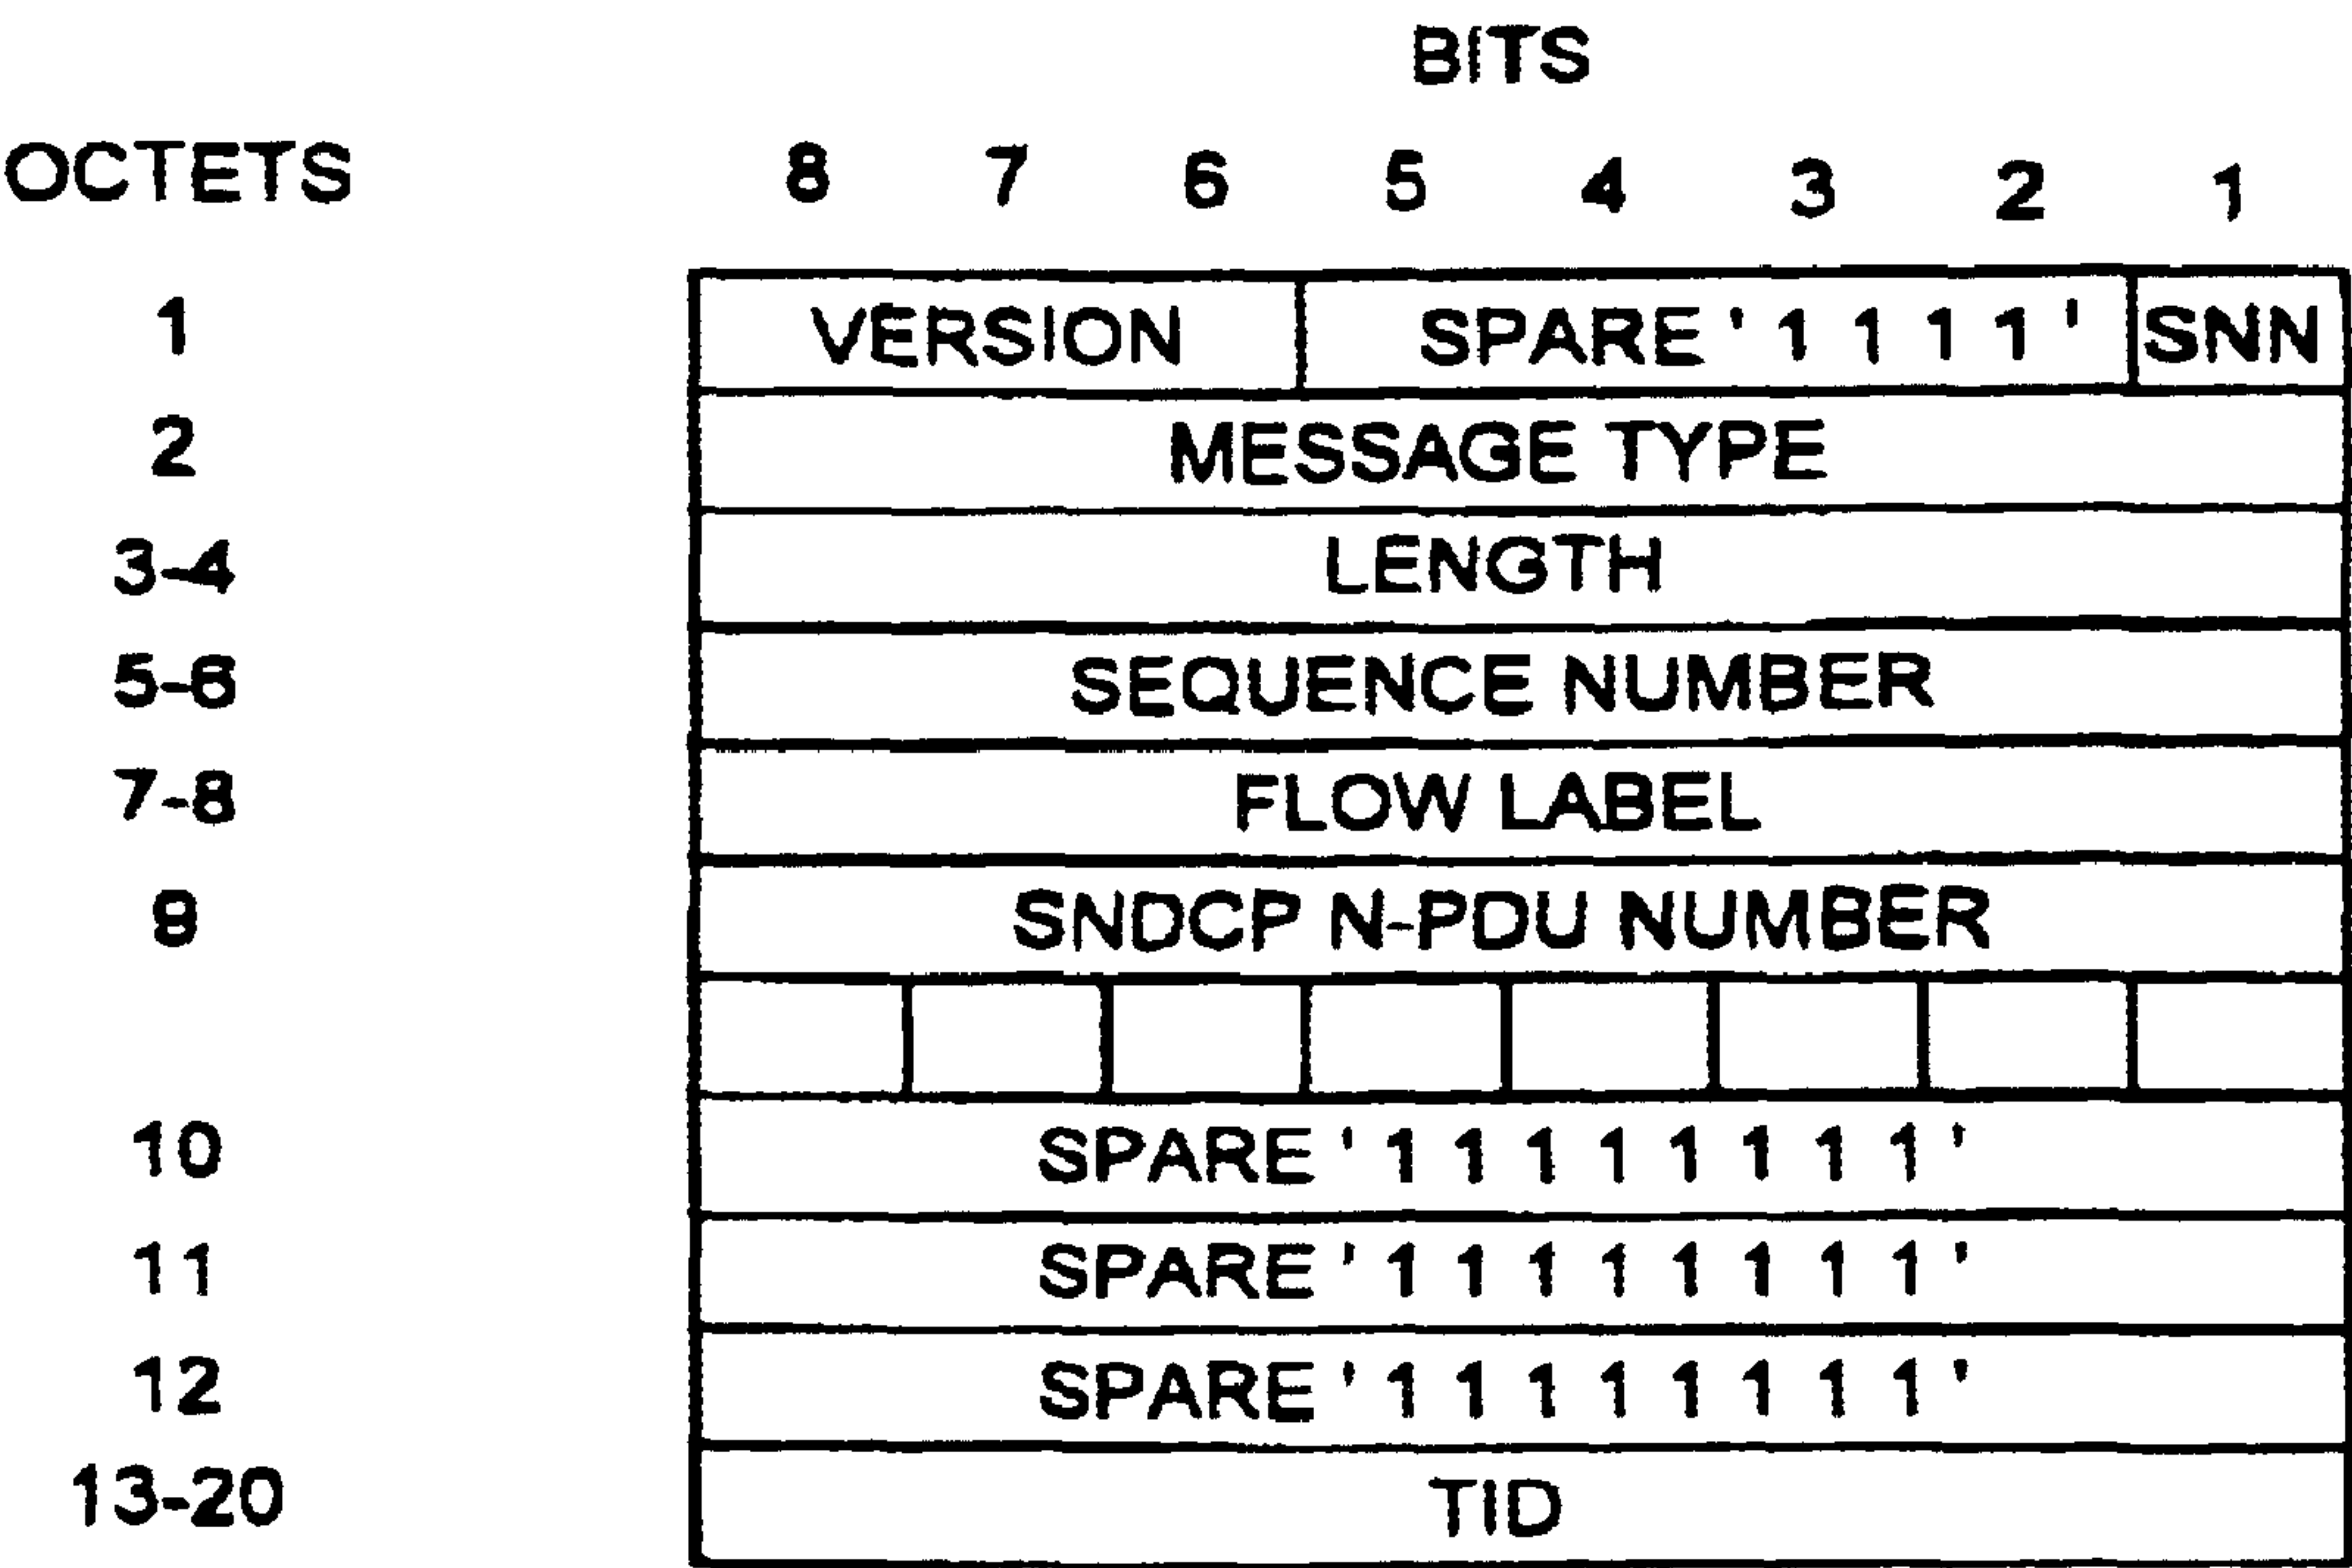 BITS
OCTETS 8 7 6 5 4 3 2 1
1 VERSION SPARE ' 1 1 1 1 ' SNN
2 MESSAGE TYPE
3-4 LENGTH
5-6 SEQUENCE NUMBER
7-8 FLOW LABEL
9 SNDCP N-PDU NUMBER
10 SPARE ' 1 1 1 1 1 1 1 1 '
11 SPARE ' 1 1 1 1 1 1 1 1 '
12 SPARE ' 1 1 1 1 1 1 1 1 '
13-20 TID